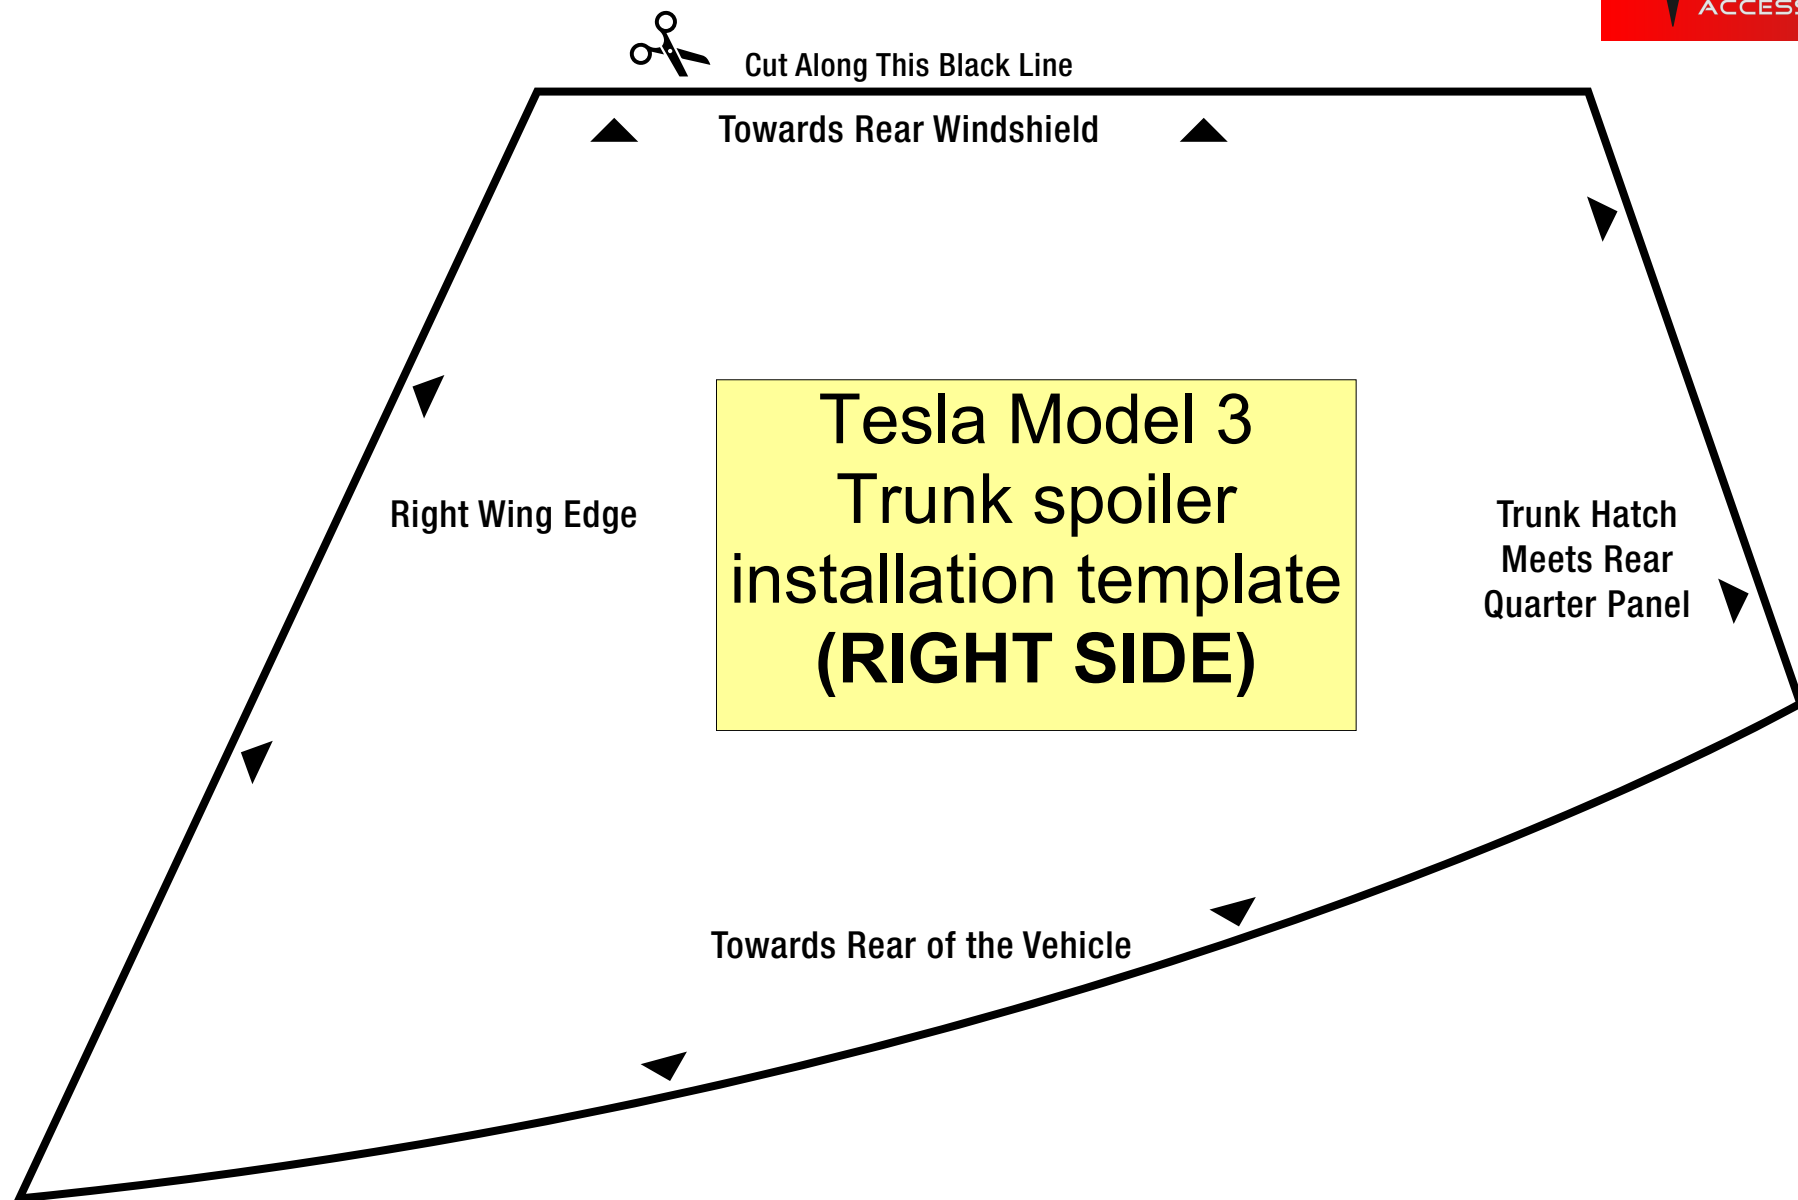 Cut Along This Black Line
Towards Rear Windshield
Tesla Model 3
Trunk spoiler
installation template
(RIGHT SIDE)
Right Wing Edge
Trunk Hatch
Meets Rear
Quarter Panel
Towards Rear of the Vehicle